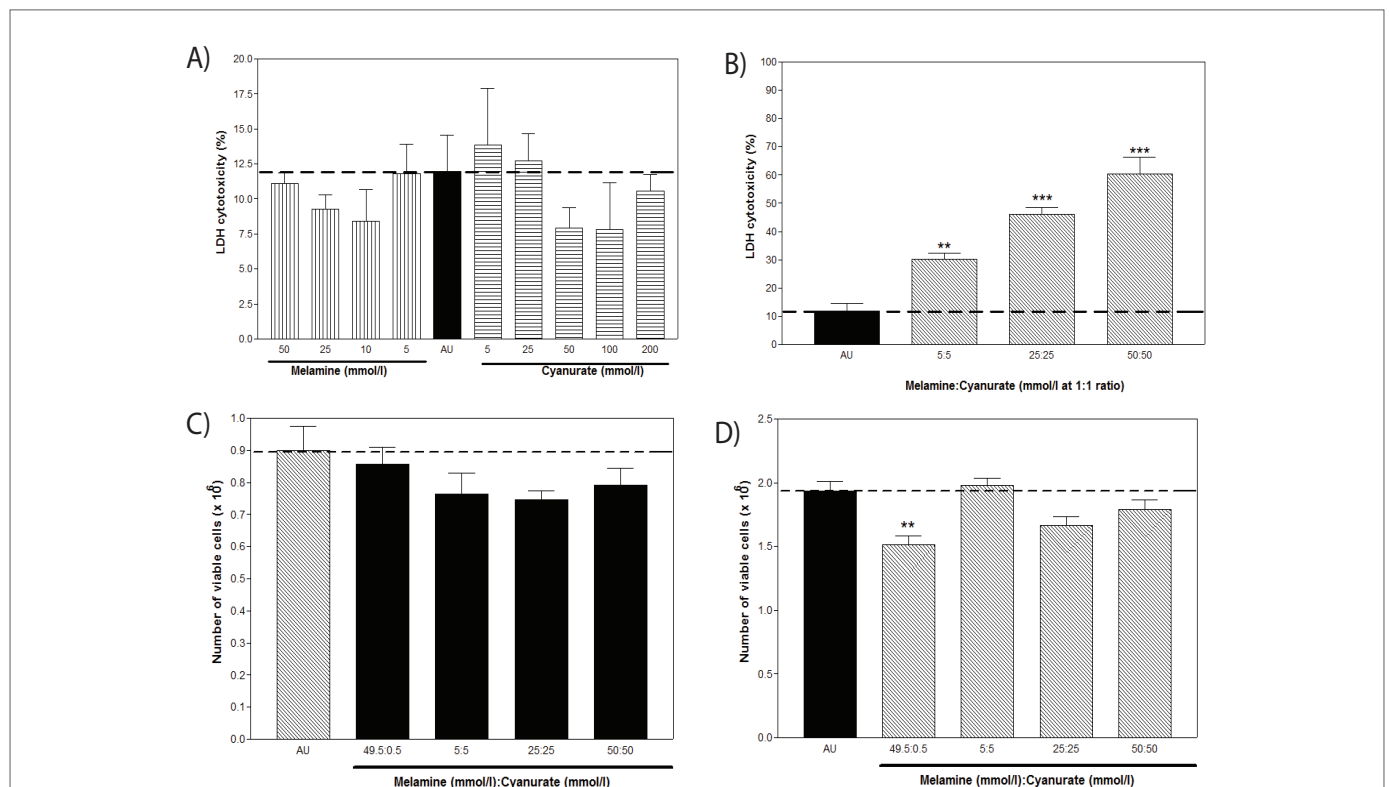 A)
20.0
17.5
15.0
12.5
10.0
7.5
5.0
2.5
0.0
LDH cytotoxicity (%)
50 25 10 5 AU 5 25 50 100 200
Melamine (mmol/l) Cyanurate (mmol/l)
B)
100
90
80
70
60
50
40
30
20
10
0
LDH cytotoxicity (%)
** *** ***
AU 5:5 25:25 50:50
Melamine:Cyanurate (mmol/l at 1:1 ratio)
C)
1.0
0.9
0.8
0.7
0.6
0.5
0.4
0.3
0.2
0.1
0.0
Number of viable cells (x 10⁶)
AU 49.5:0.5 5:5 25:25 50:50
Melamine (mmol/l):Cyanurate (mmol/l)
D)
2.5
2.0
1.5
1.0
0.5
0.0
Number of viable cells (x 10⁶)
**
AU 49.5:0.5 5:5 25:25 50:50
Melamine (mmol/l):Cyanurate (mmol/l)